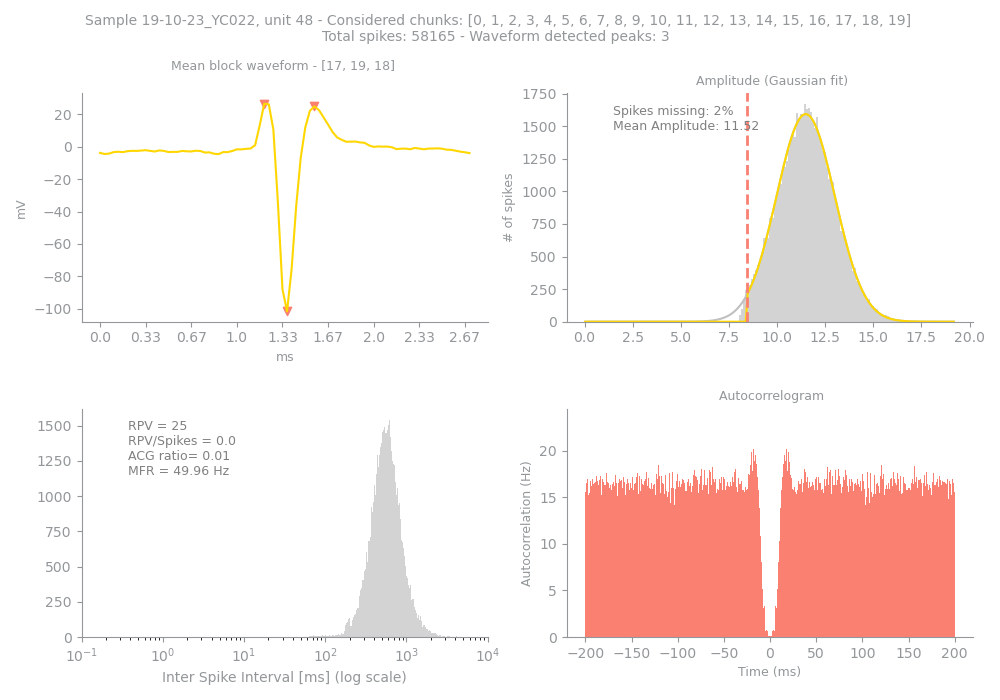 Sample 19-10-23_YC022, unit 48 - Considered chunks: [0, 1, 2, 3, 4, 5, 6, 7, 8, 9, 10, 11, 12, 13, 14, 15, 16, 17, 18, 19]
Total spikes: 58165 - Waveform detected peaks: 3
Mean block waveform - [17, 19, 18]
20
0
−20
−40
−60
−80
−100
mV
0.0 0.33 0.67 1.0 1.33 1.67 2.0 2.33 2.67
ms
Amplitude (Gaussian fit)
Spikes missing: 2%
Mean Amplitude: 11.52
1750
1500
1250
1000
750
500
250
0
# of spikes
0.0 2.5 5.0 7.5 10.0 12.5 15.0 17.5 20.0
RPV = 25
RPV/Spikes = 0.0
ACG ratio= 0.01
MFR = 49.96 Hz
1500
1250
1000
750
500
250
0
10⁻¹ 10⁰ 10¹ 10² 10³ 10⁴
Inter Spike Interval [ms] (log scale)
Autocorrelogram
20
15
10
5
0
Autocorrelation (Hz)
−200 −150 −100 −50 0 50 100 150 200
Time (ms)